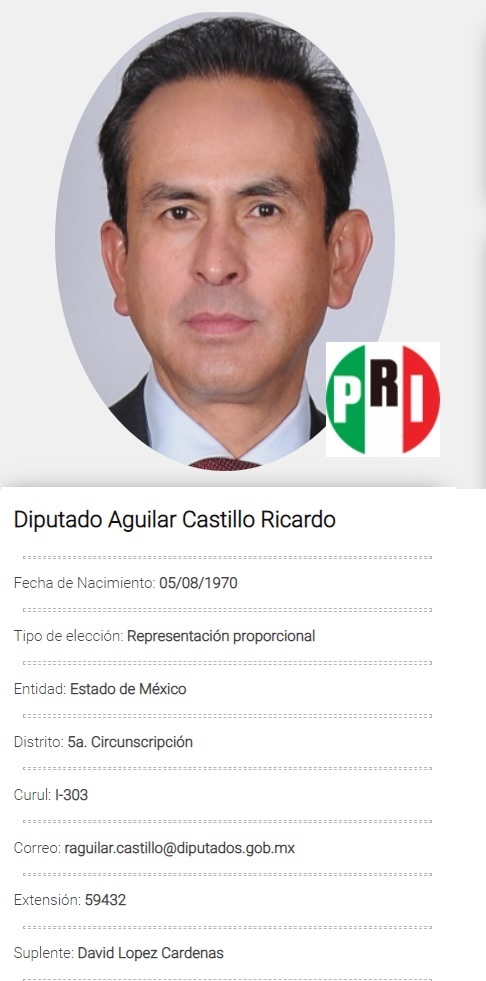 PRI
Diputado Aguilar Castillo Ricardo
Fecha de Nacimiento: 05/08/1970
Tipo de elección: Representación proporcional
Entidad: Estado de México
Distrito: 5a. Circunscripción
Curul: I-303
Correo: raguilar.castillo@diputados.gob.mx
Extensión: 59432
Suplente: David Lopez Cardenas